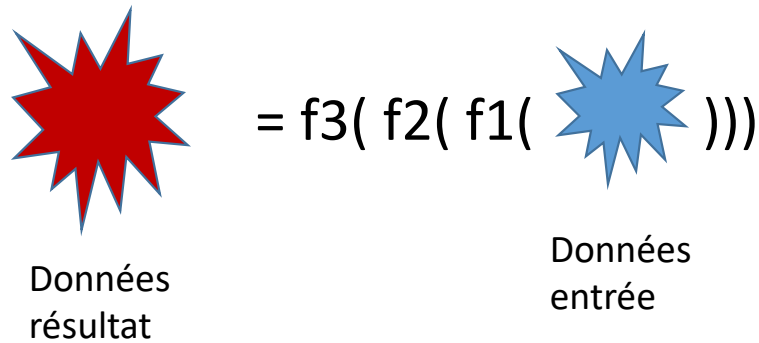 = f3( f2( f1( )))
Données
résultat
Données
entrée